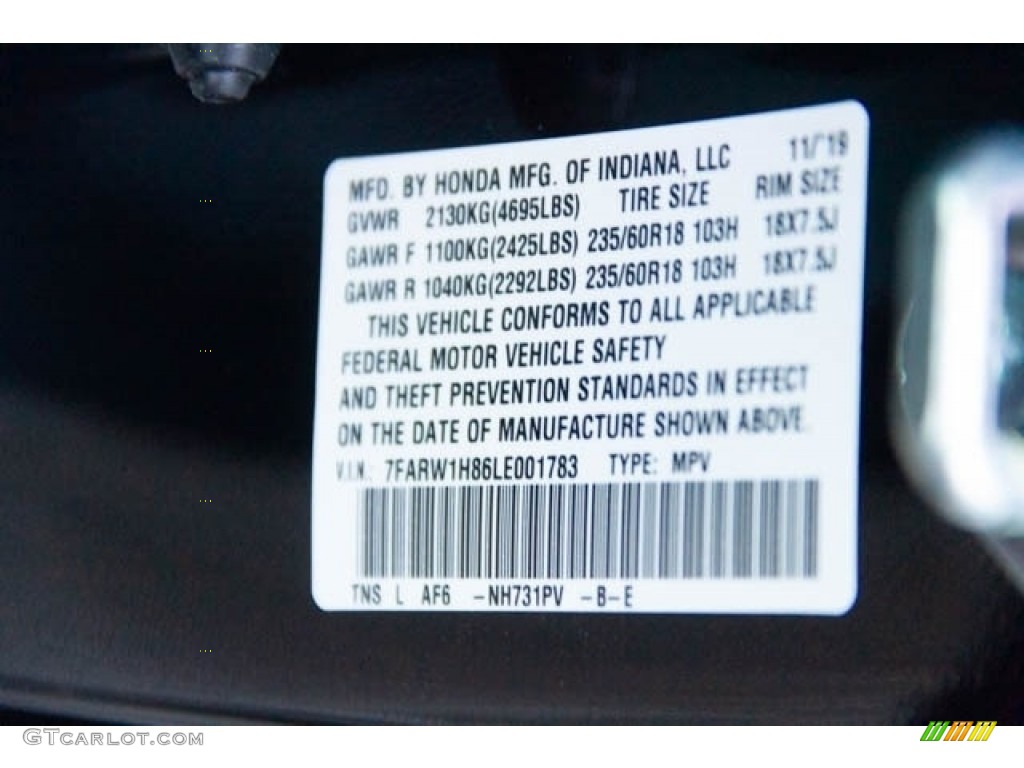 MFD. BY HONDA MFG. OF INDIANA, LLC 11/'19
GVWR 2130KG(4695LBS) TIRE SIZE RIM SIZE
GAWR F 1100KG(2425LBS) 235/60R18 103H 18X7.5J
GAWR R 1040KG(2292LBS) 235/60R18 103H 18X7.5J
THIS VEHICLE CONFORMS TO ALL APPLICABLE
FEDERAL MOTOR VEHICLE SAFETY
AND THEFT PREVENTION STANDARDS IN EFFECT
ON THE DATE OF MANUFACTURE SHOWN ABOVE.
V.I.N.: 7FARW1H86LE001783 TYPE: MPV
TNS L AF6 -NH731PV -B-E
GTCARLOT.COM